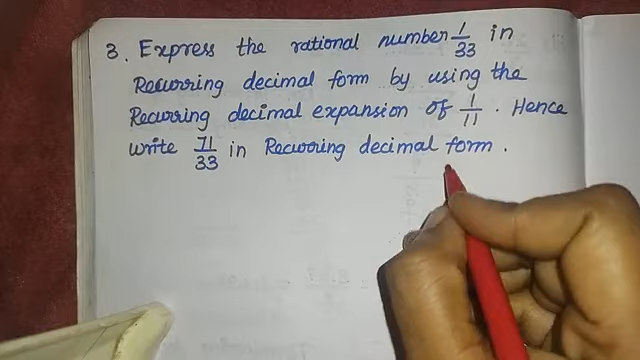 3. Express the rational number 1/33 in
Recurring decimal form by using the
Recurring decimal expansion of 1/11. Hence
write 71/33 in Recurring decimal form.